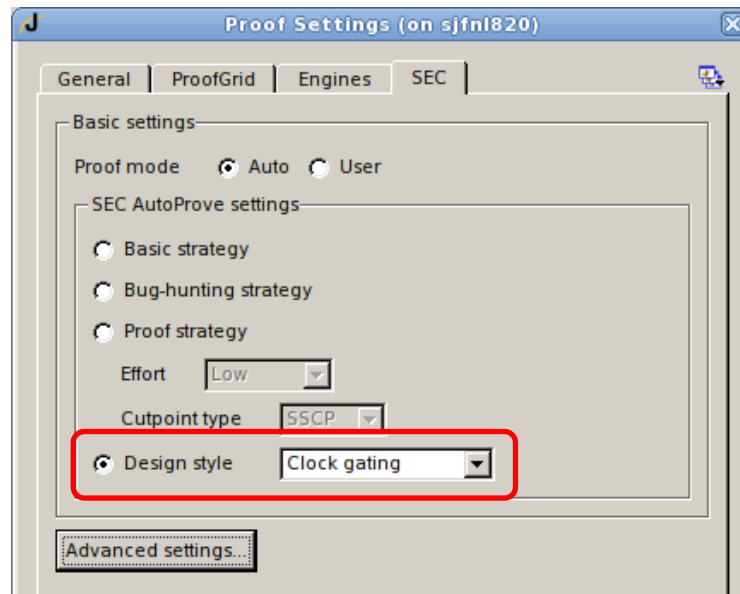 Proof Settings (on sjfnl820)
General ProofGrid Engines SEC
Basic settings
Proof mode Auto User
SEC AutoProve settings
Basic strategy
Bug-hunting strategy
Proof strategy
Effort Low
Cutpoint type SSCP
Design style Clock gating
Advanced settings...